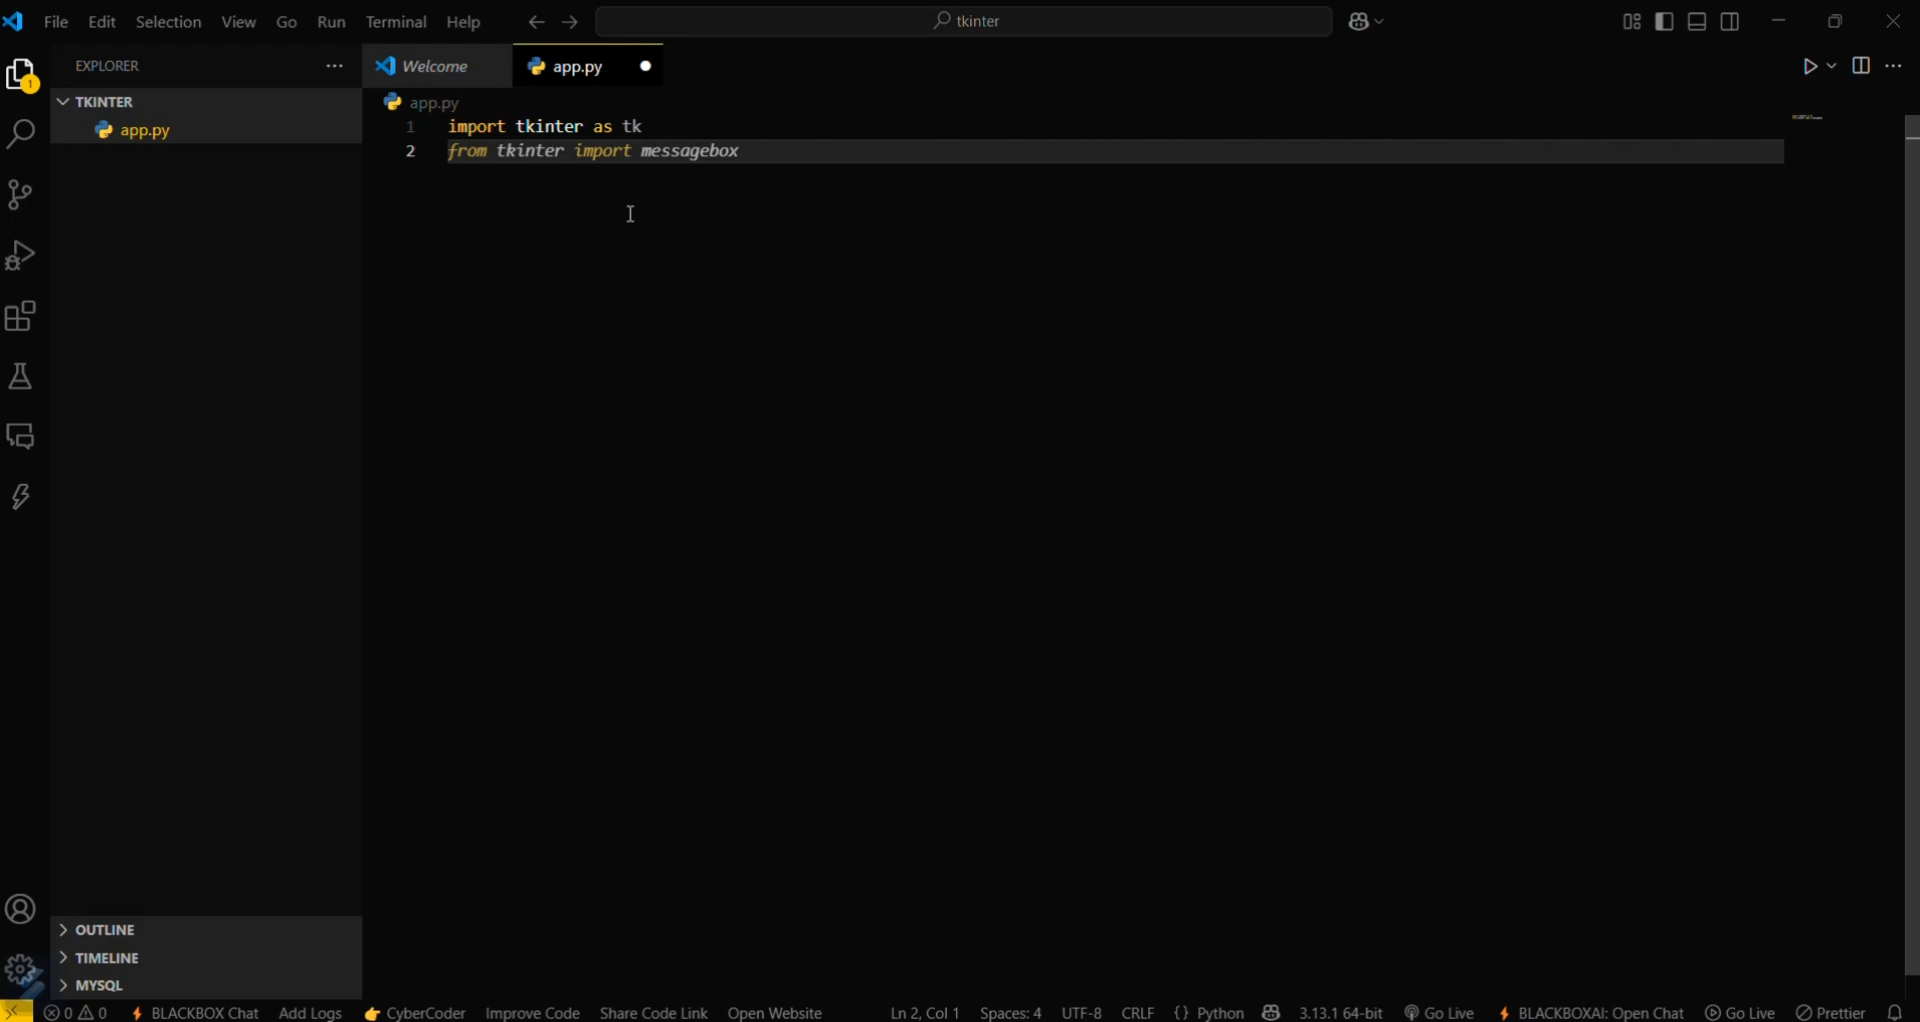 File Edit Selection View Go Run Terminal Help
tkinter
EXPLORER
Welcome
app.py
1
TKINTER
app.py
app.py
1 import tkinter as tk
2 from tkinter import messagebox
OUTLINE
TIMELINE
MYSQL
0 0 BLACKBOX Chat Add Logs CyberCoder Improve Code Share Code Link Open Website Ln 2, Col 1 Spaces: 4 UTF-8 CRLF {} Python 3.13.1 64-bit Go Live BLACKBOXAI: Open Chat Go Live Prettier